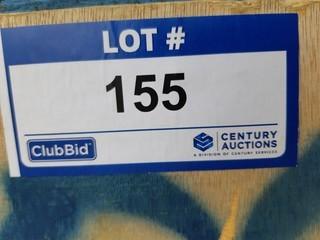 LOT #
155
ClubBid
CENTURY
AUCTIONS
A DIVISION OF CENTURY SERVICES